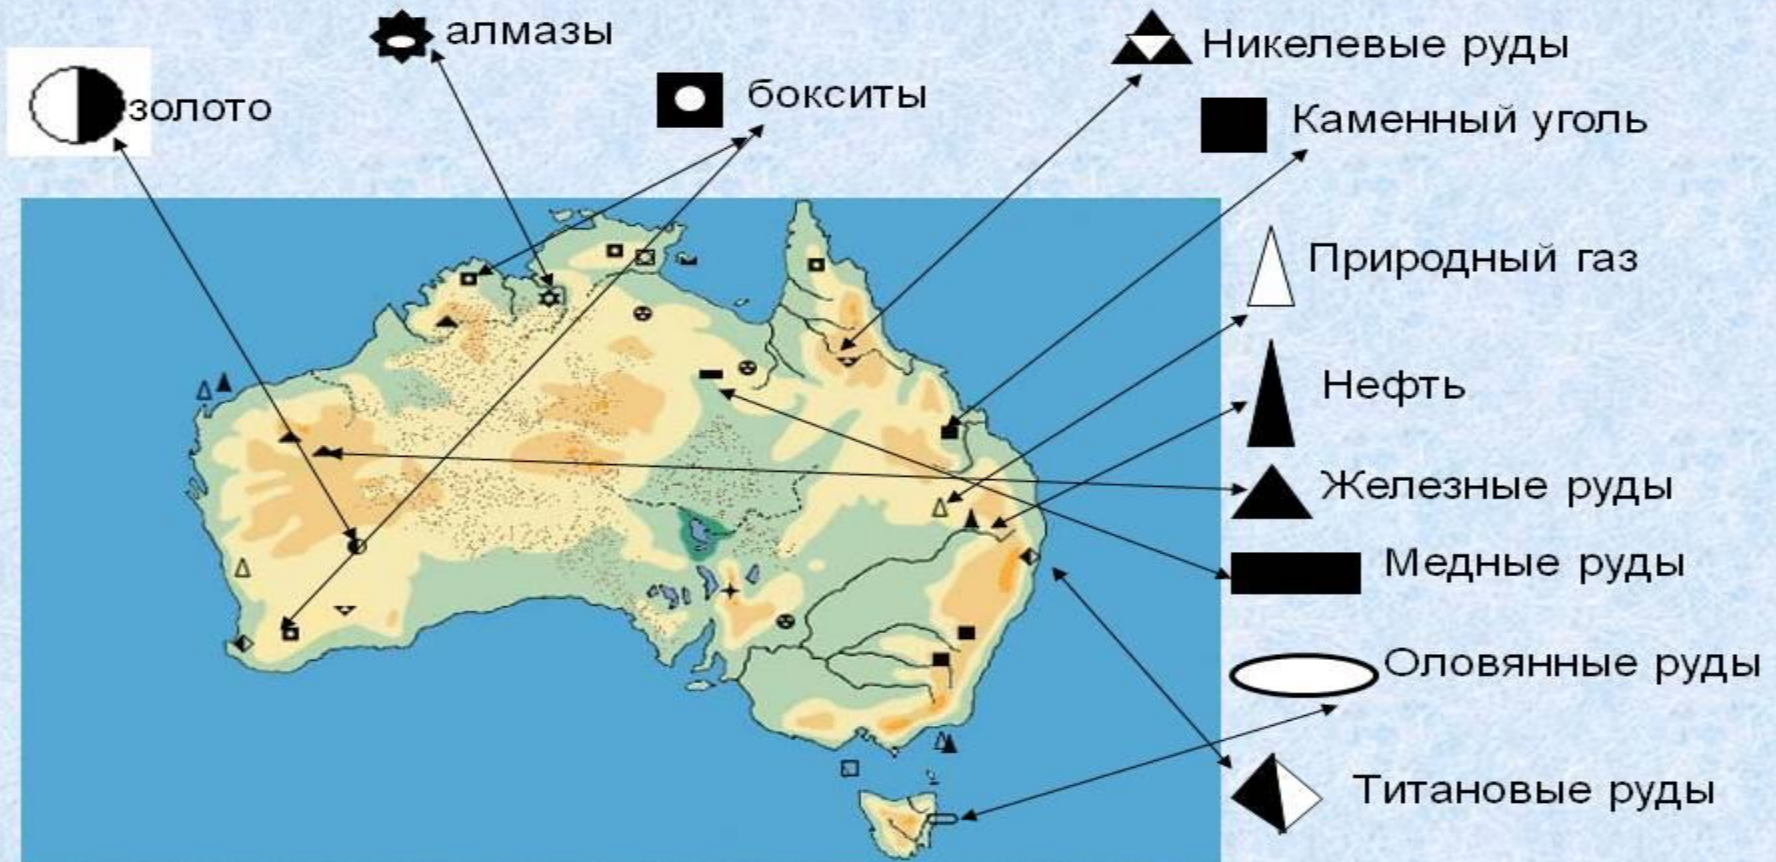 алмазы
Никелевые руды
золото
бокситы
Каменный уголь
Природный газ
Нефть
Железные руды
Медные руды
Оловянные руды
Титановые руды